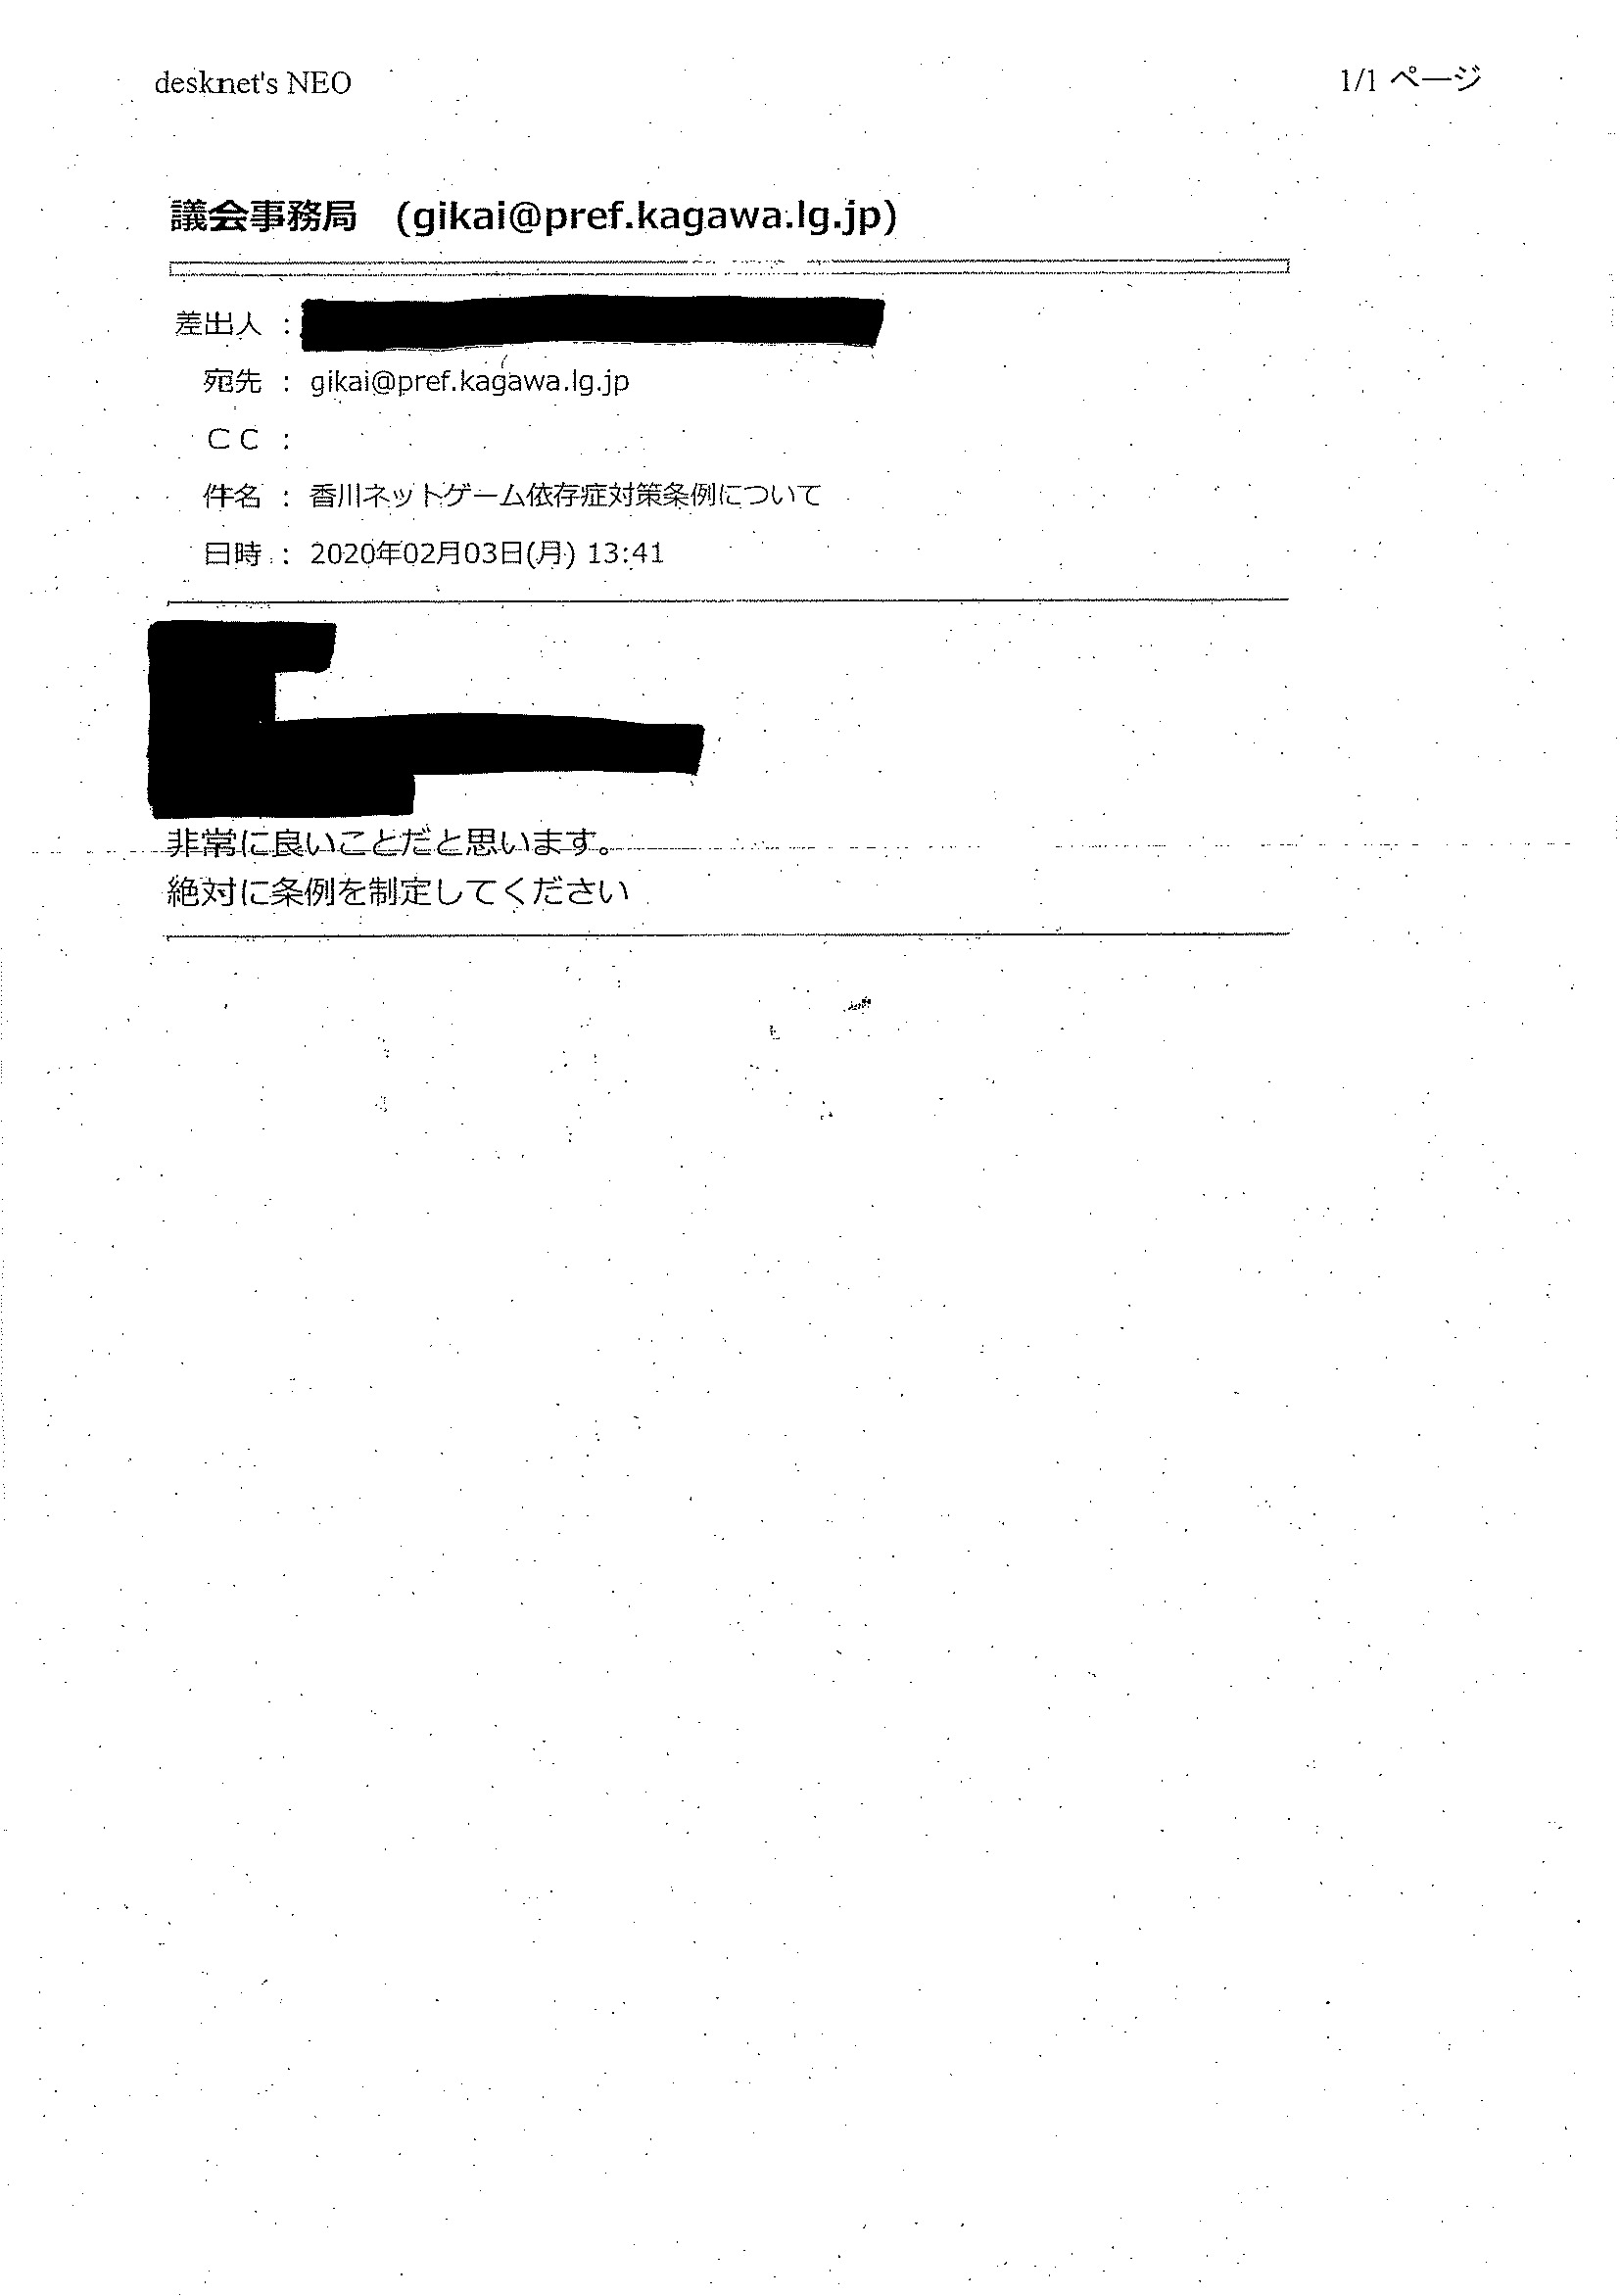 desknet's NEO
1/1 ページ
議会事務局 (gikai@pref.kagawa.lg.jp)
差出人 :
宛先 : gikai@pref.kagawa.lg.jp
ＣＣ :
件名 : 香川ネットゲーム依存症対策条例について
日時 : 2020年02月03日(月) 13:41
非常に良いことだと思います。
絶対に条例を制定してください